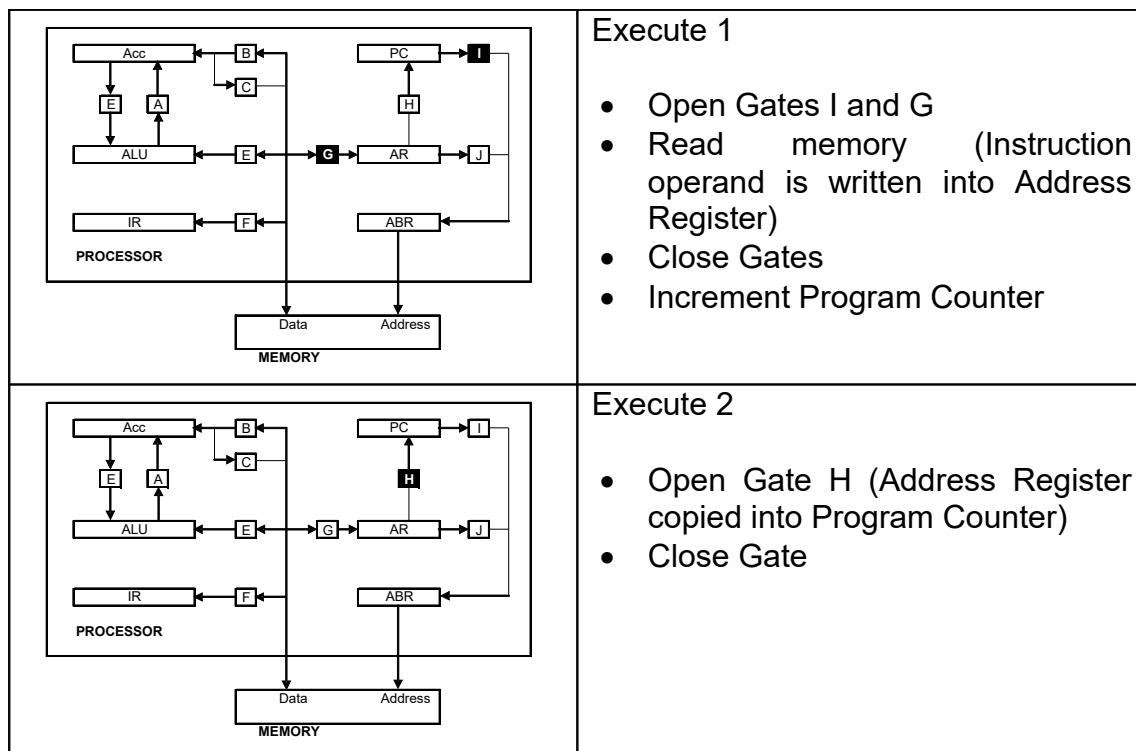 Execute 1
Acc
B
PC
I
C
E
A
H
ALU
E
G
AR
J
IR
F
ABR
PROCESSOR
Data
Address
MEMORY
• Open Gates I and G
• Read memory (Instruction
operand is written into Address
Register)
• Close Gates
• Increment Program Counter
Execute 2
Acc
B
PC
I
C
E
A
H
ALU
E
G
AR
J
IR
F
ABR
PROCESSOR
Data
Address
MEMORY
• Open Gate H (Address Register
copied into Program Counter)
• Close Gate